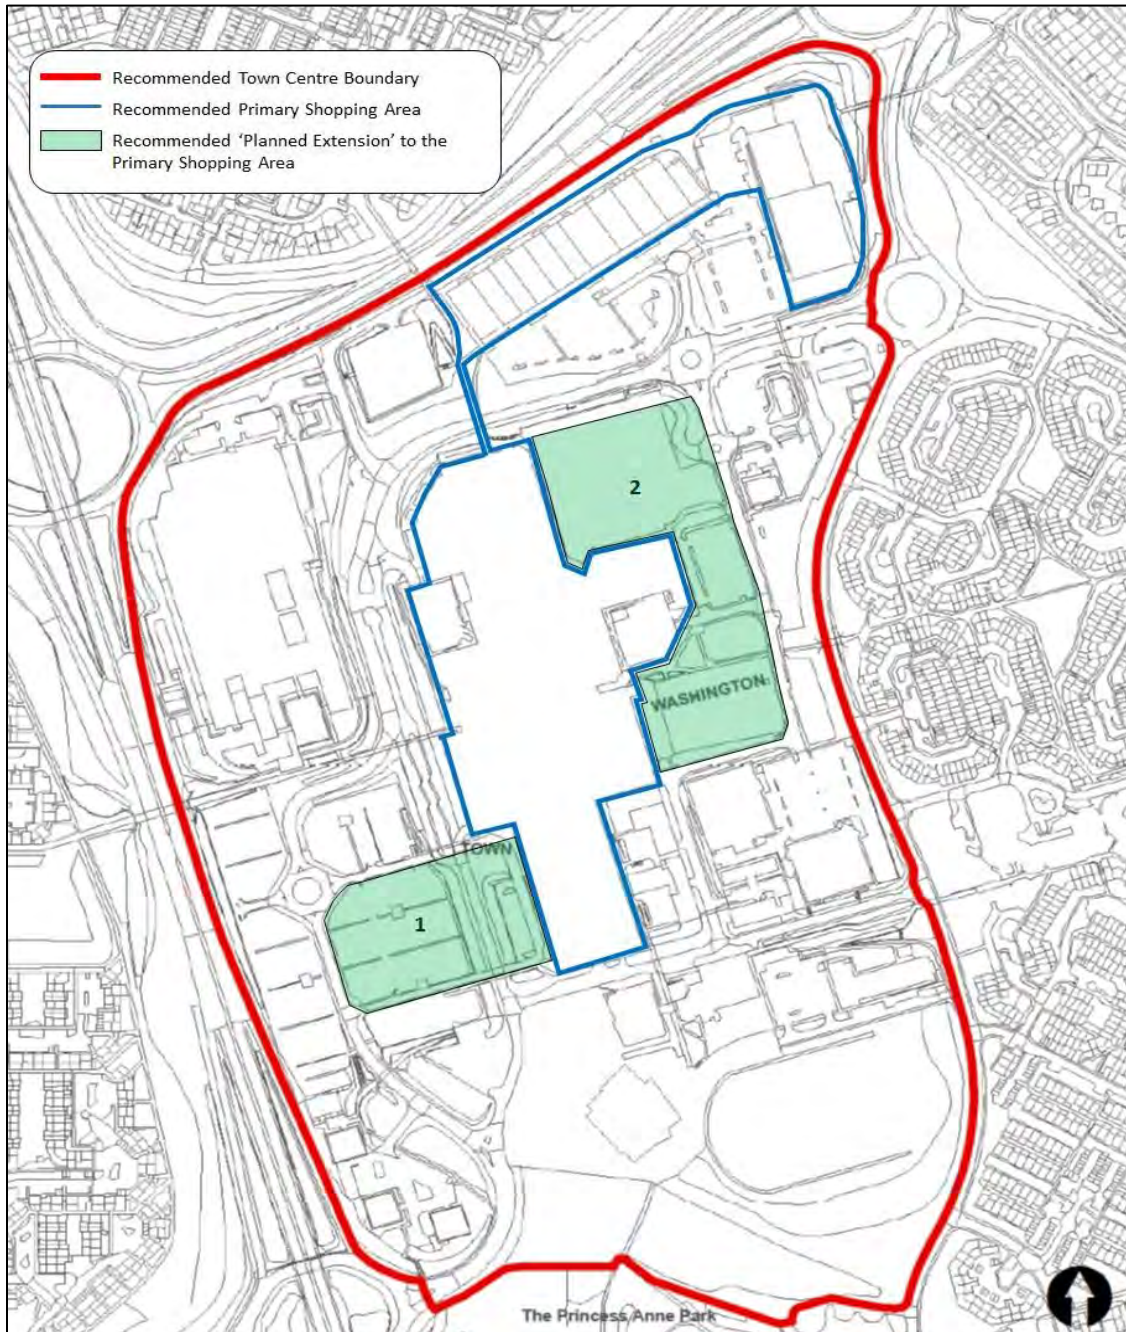 Recommended Town Centre Boundary
Recommended Primary Shopping Area
Recommended ‘Planned Extension’ to the
Primary Shopping Area
2
WASHINGTON
TOWN
1
The Princess Anne Park